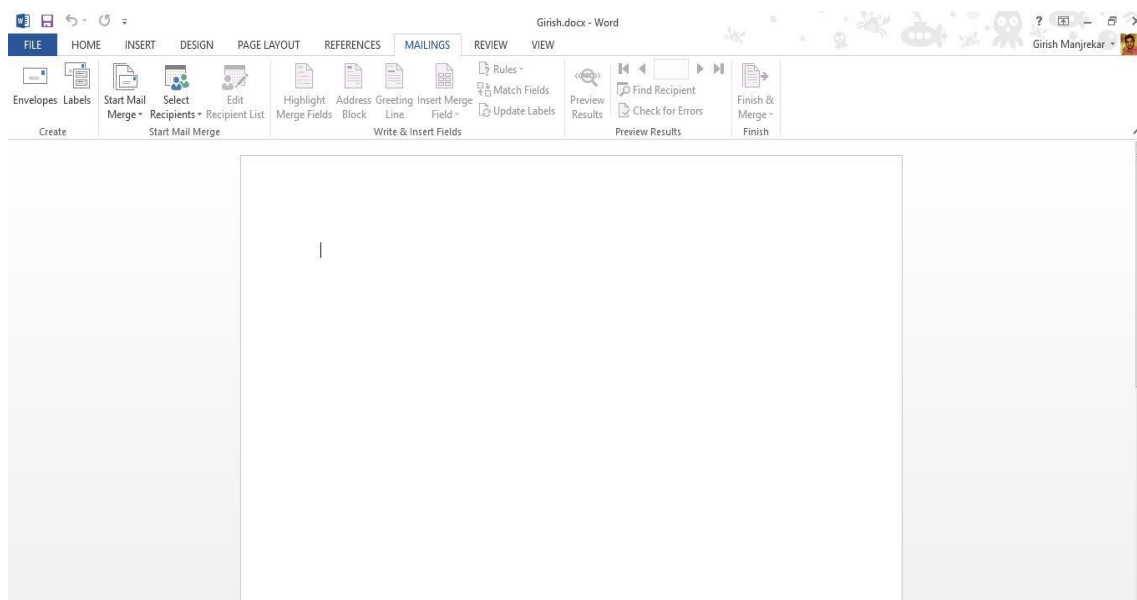 Girish.docx - Word
?
FILE HOME INSERT DESIGN PAGE LAYOUT REFERENCES MAILINGS REVIEW VIEW Girish Manjrekar
Envelopes Labels
Create
Start Mail Merge
Select Recipients
Edit Recipient List
Start Mail Merge
Highlight Merge Fields
Address Block
Greeting Line
Insert Merge Field
Rules
Match Fields
Update Labels
Write & Insert Fields
«ABC»
Preview Results
Find Recipient
Check for Errors
Preview Results
Finish & Merge
Finish